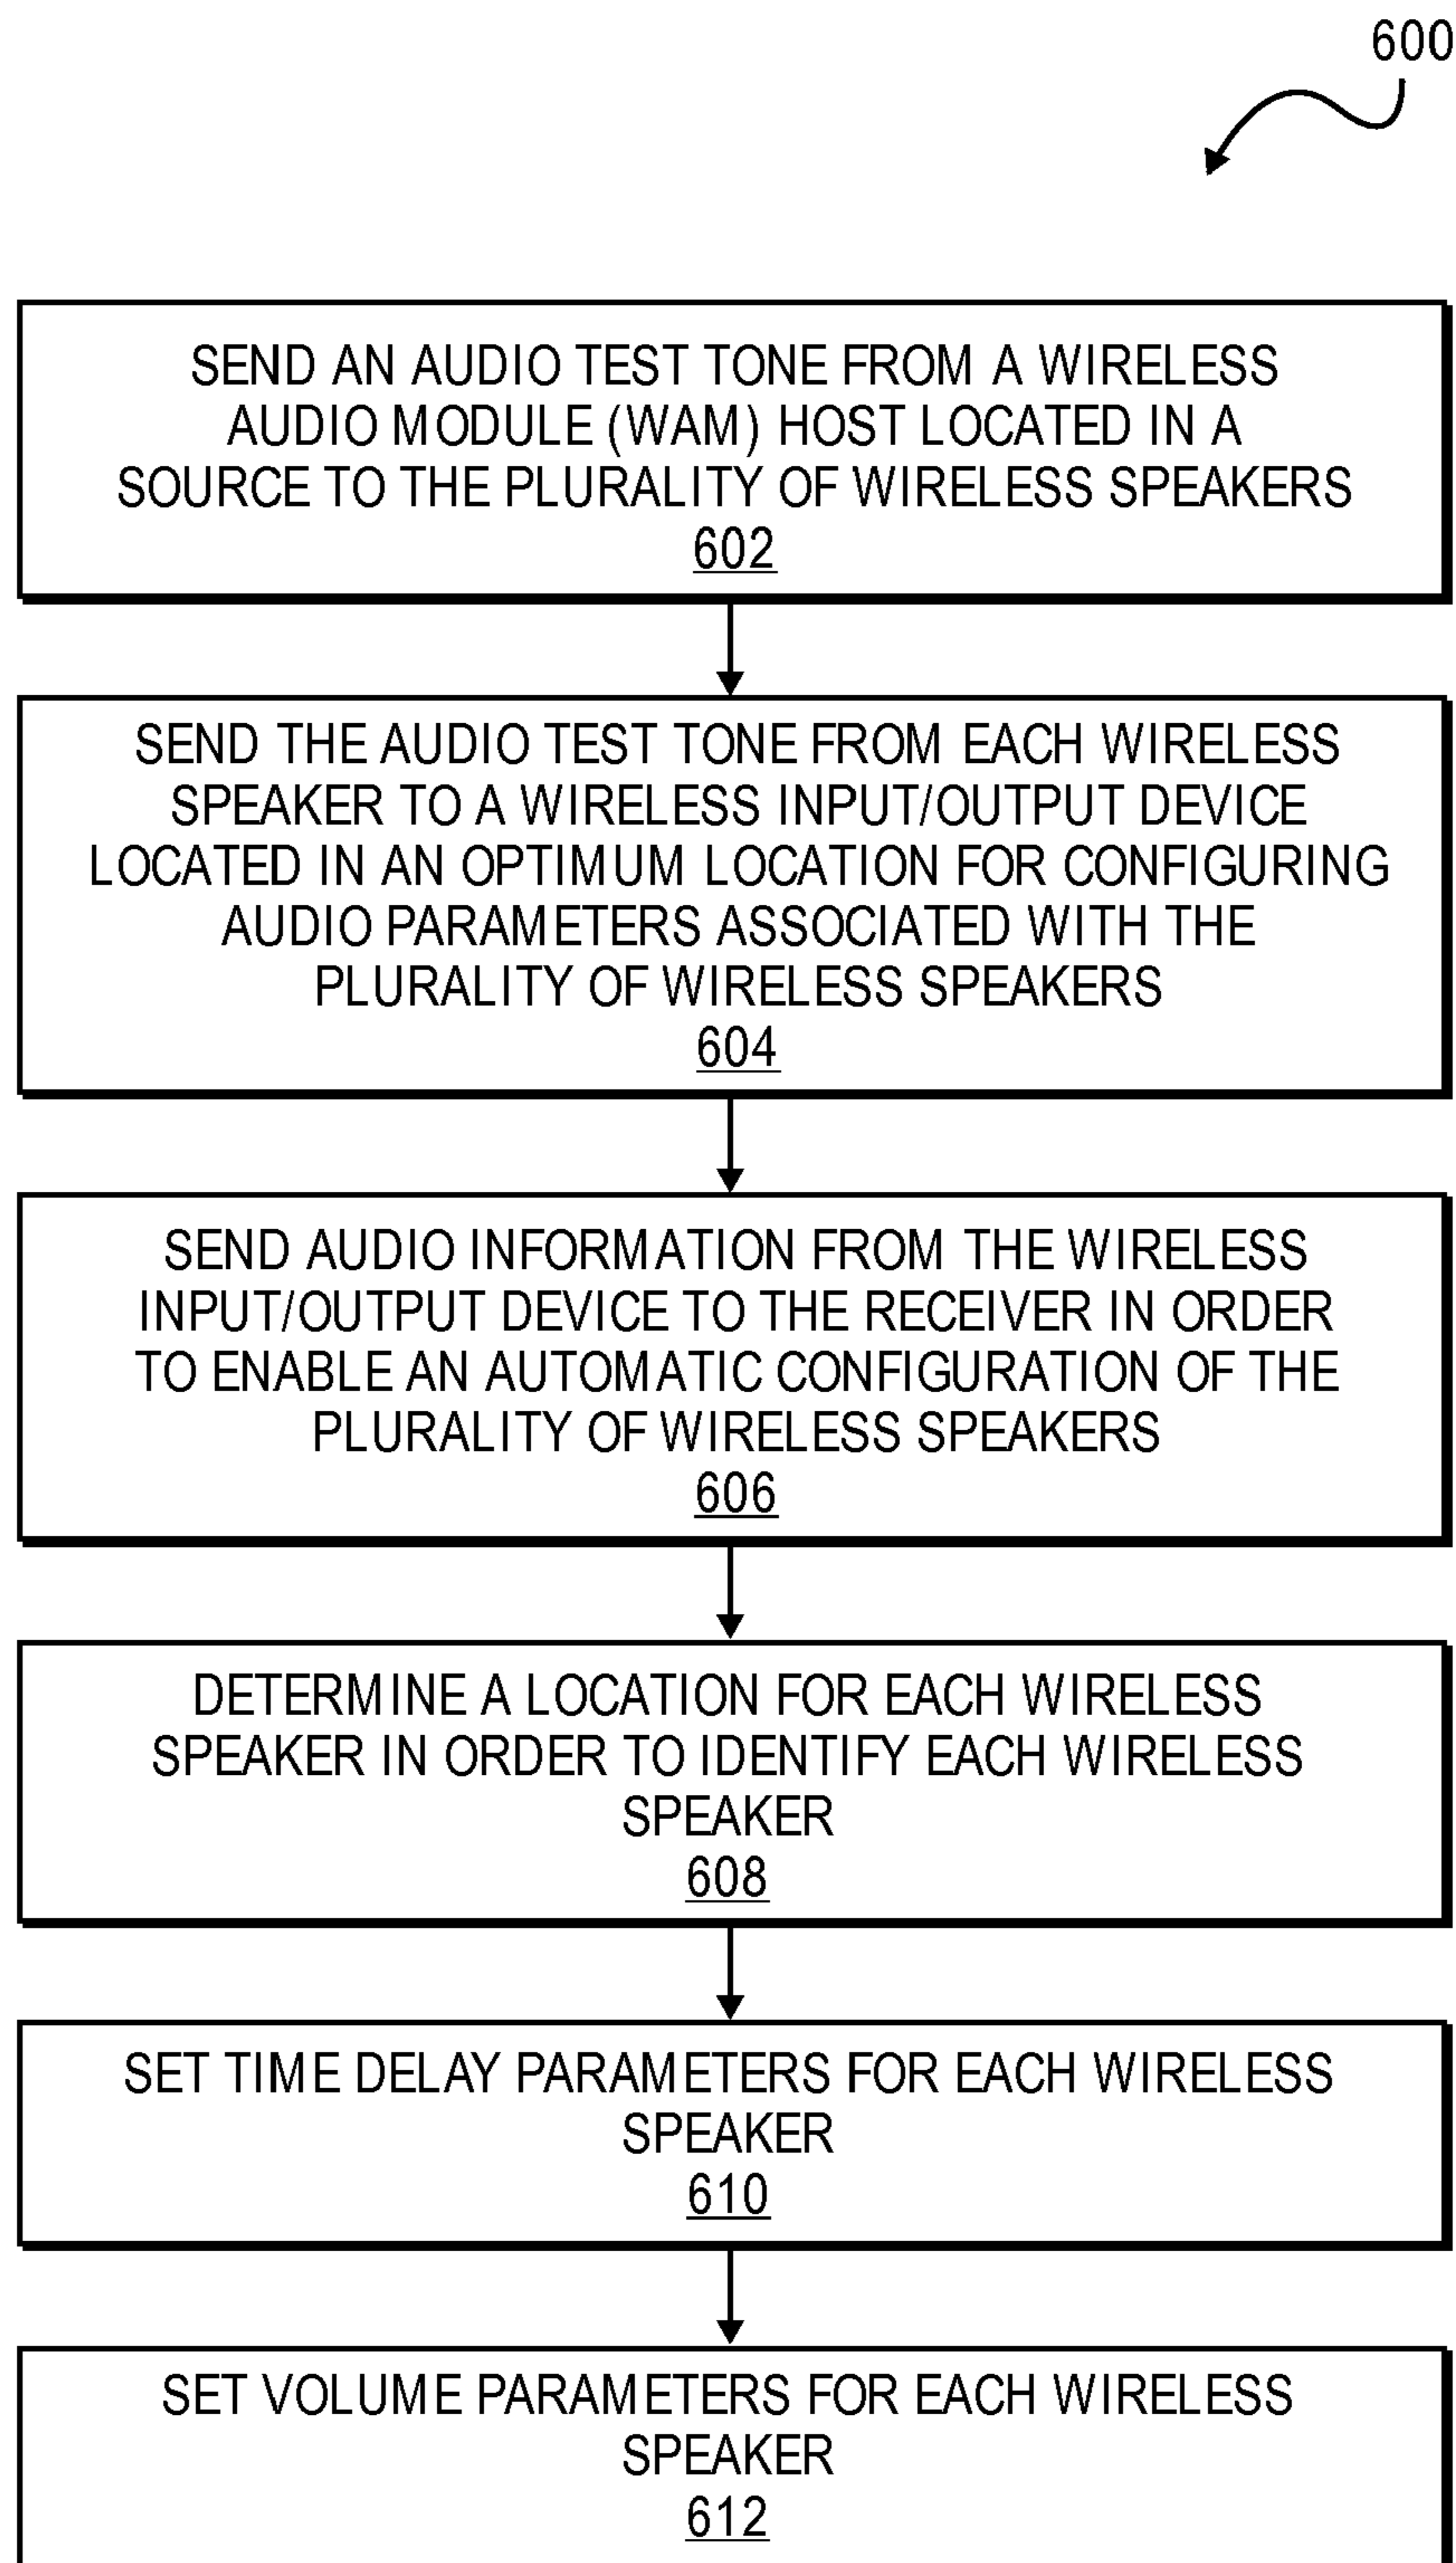 600
SEND AN AUDIO TEST TONE FROM A WIRELESS
AUDIO MODULE (WAM) HOST LOCATED IN A
SOURCE TO THE PLURALITY OF WIRELESS SPEAKERS
602
SEND THE AUDIO TEST TONE FROM EACH WIRELESS
SPEAKER TO A WIRELESS INPUT/OUTPUT DEVICE
LOCATED IN AN OPTIMUM LOCATION FOR CONFIGURING
AUDIO PARAMETERS ASSOCIATED WITH THE
PLURALITY OF WIRELESS SPEAKERS
604
SEND AUDIO INFORMATION FROM THE WIRELESS
INPUT/OUTPUT DEVICE TO THE RECEIVER IN ORDER
TO ENABLE AN AUTOMATIC CONFIGURATION OF THE
PLURALITY OF WIRELESS SPEAKERS
606
DETERMINE A LOCATION FOR EACH WIRELESS
SPEAKER IN ORDER TO IDENTIFY EACH WIRELESS
SPEAKER
608
SET TIME DELAY PARAMETERS FOR EACH WIRELESS
SPEAKER
610
SET VOLUME PARAMETERS FOR EACH WIRELESS
SPEAKER
612